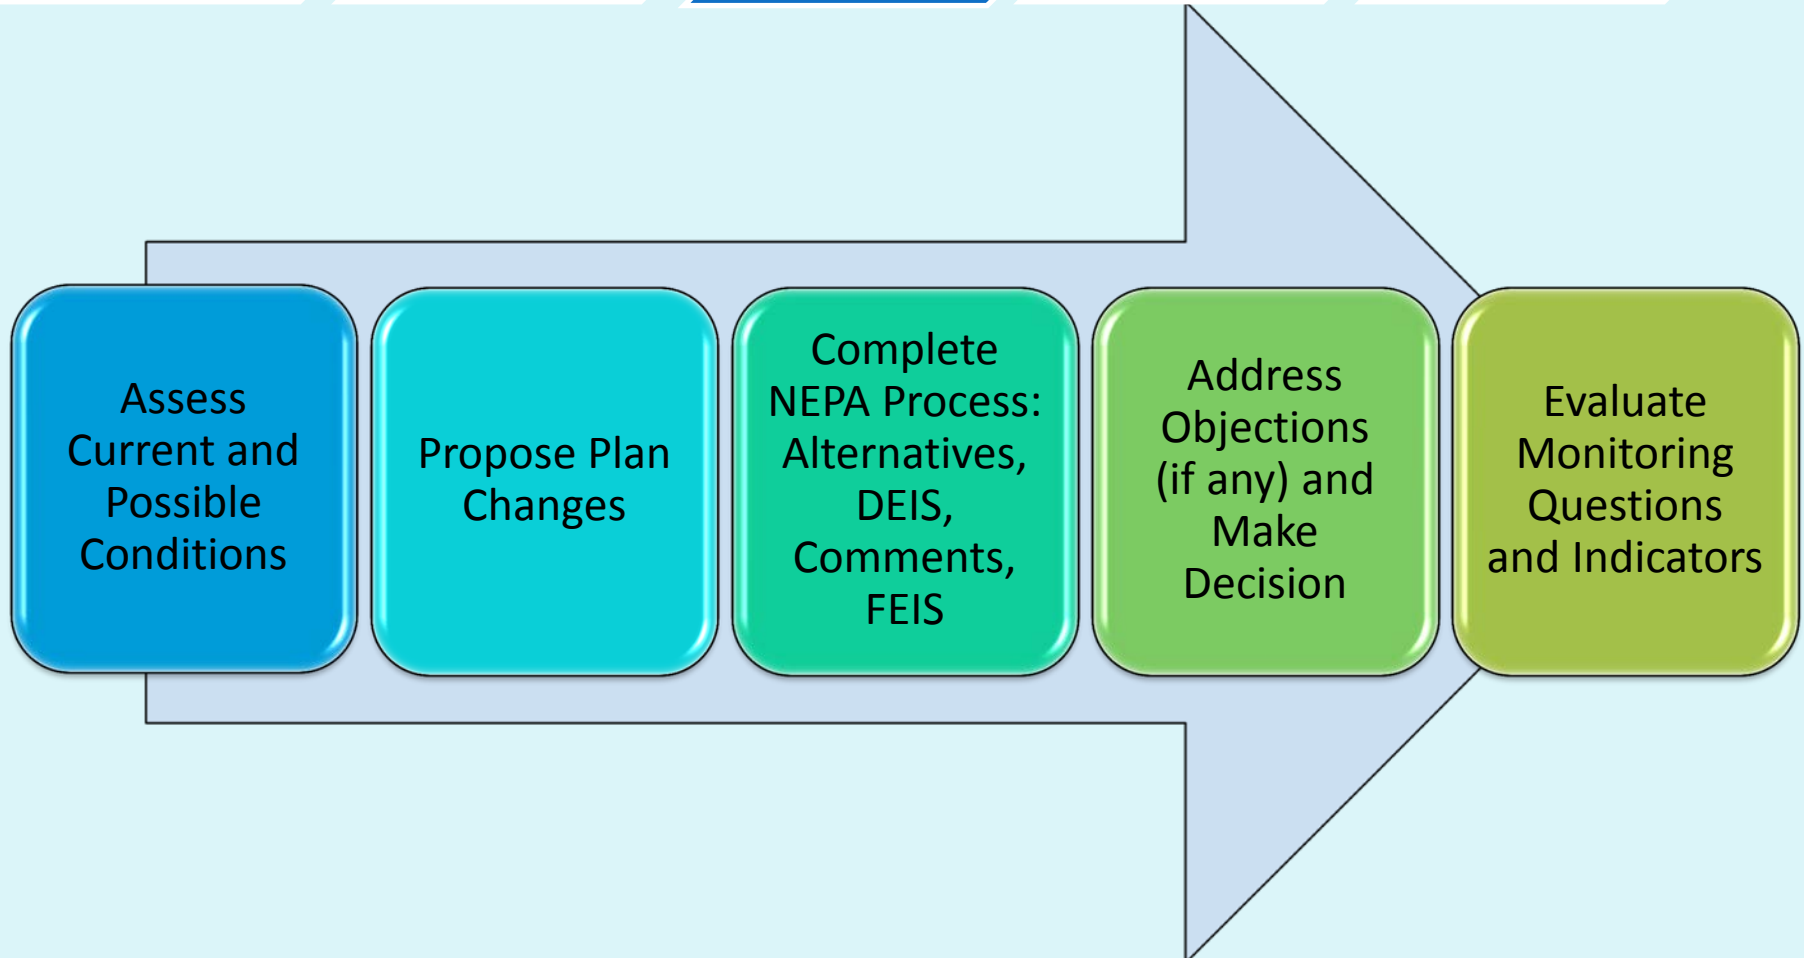 Assess
Current and
Possible
Conditions
Propose Plan
Changes
Complete
NEPA Process:
Alternatives,
DEIS,
Comments,
FEIS
Address
Objections
(if any) and
Make
Decision
Evaluate
Monitoring
Questions
and Indicators